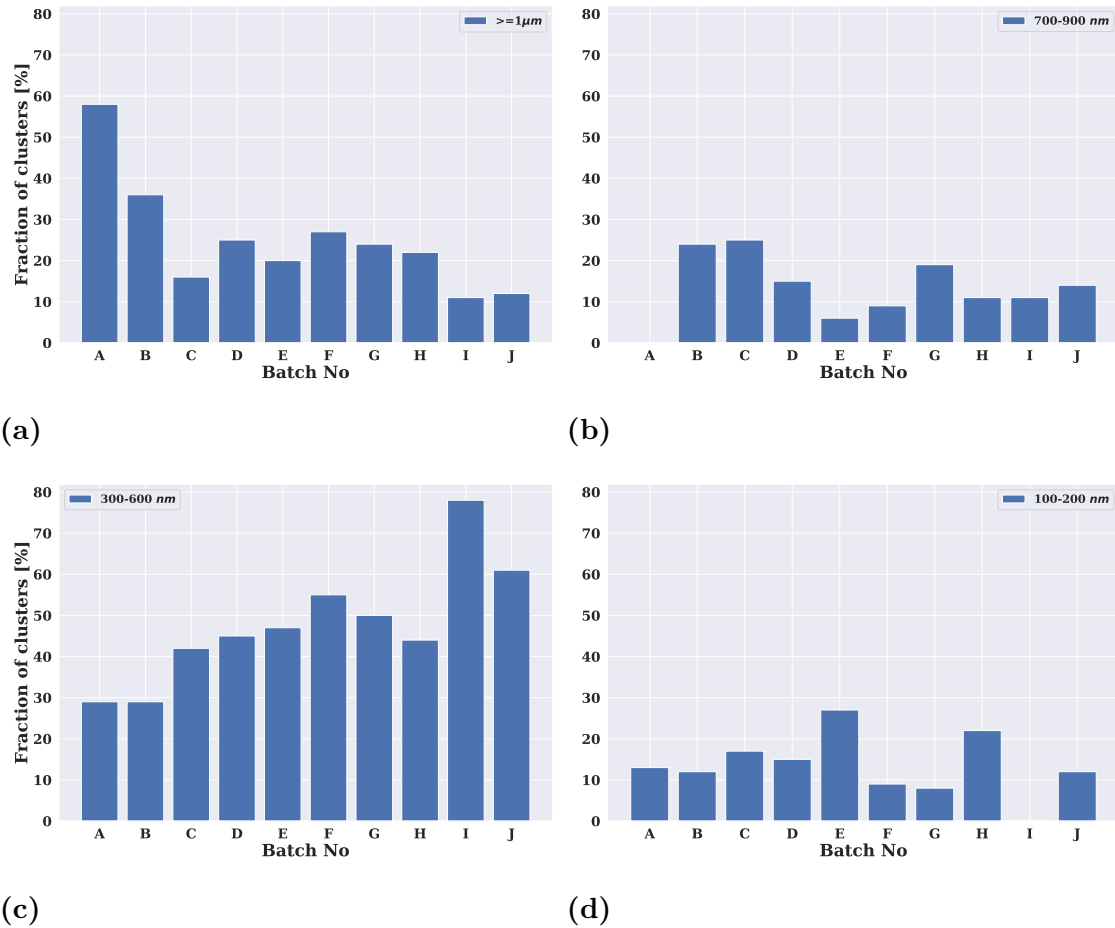 >=1μm
80
70
60
50
40
30
20
10
0
Fraction of clusters [%]
A B C D E F G H I J
Batch No
(a)
700-900 nm
80
70
60
50
40
30
20
10
0
A B C D E F G H I J
Batch No
(b)
300-600 nm
80
70
60
50
40
30
20
10
0
Fraction of clusters [%]
A B C D E F G H I J
Batch No
(c)
100-200 nm
80
70
60
50
40
30
20
10
0
A B C D E F G H I J
Batch No
(d)